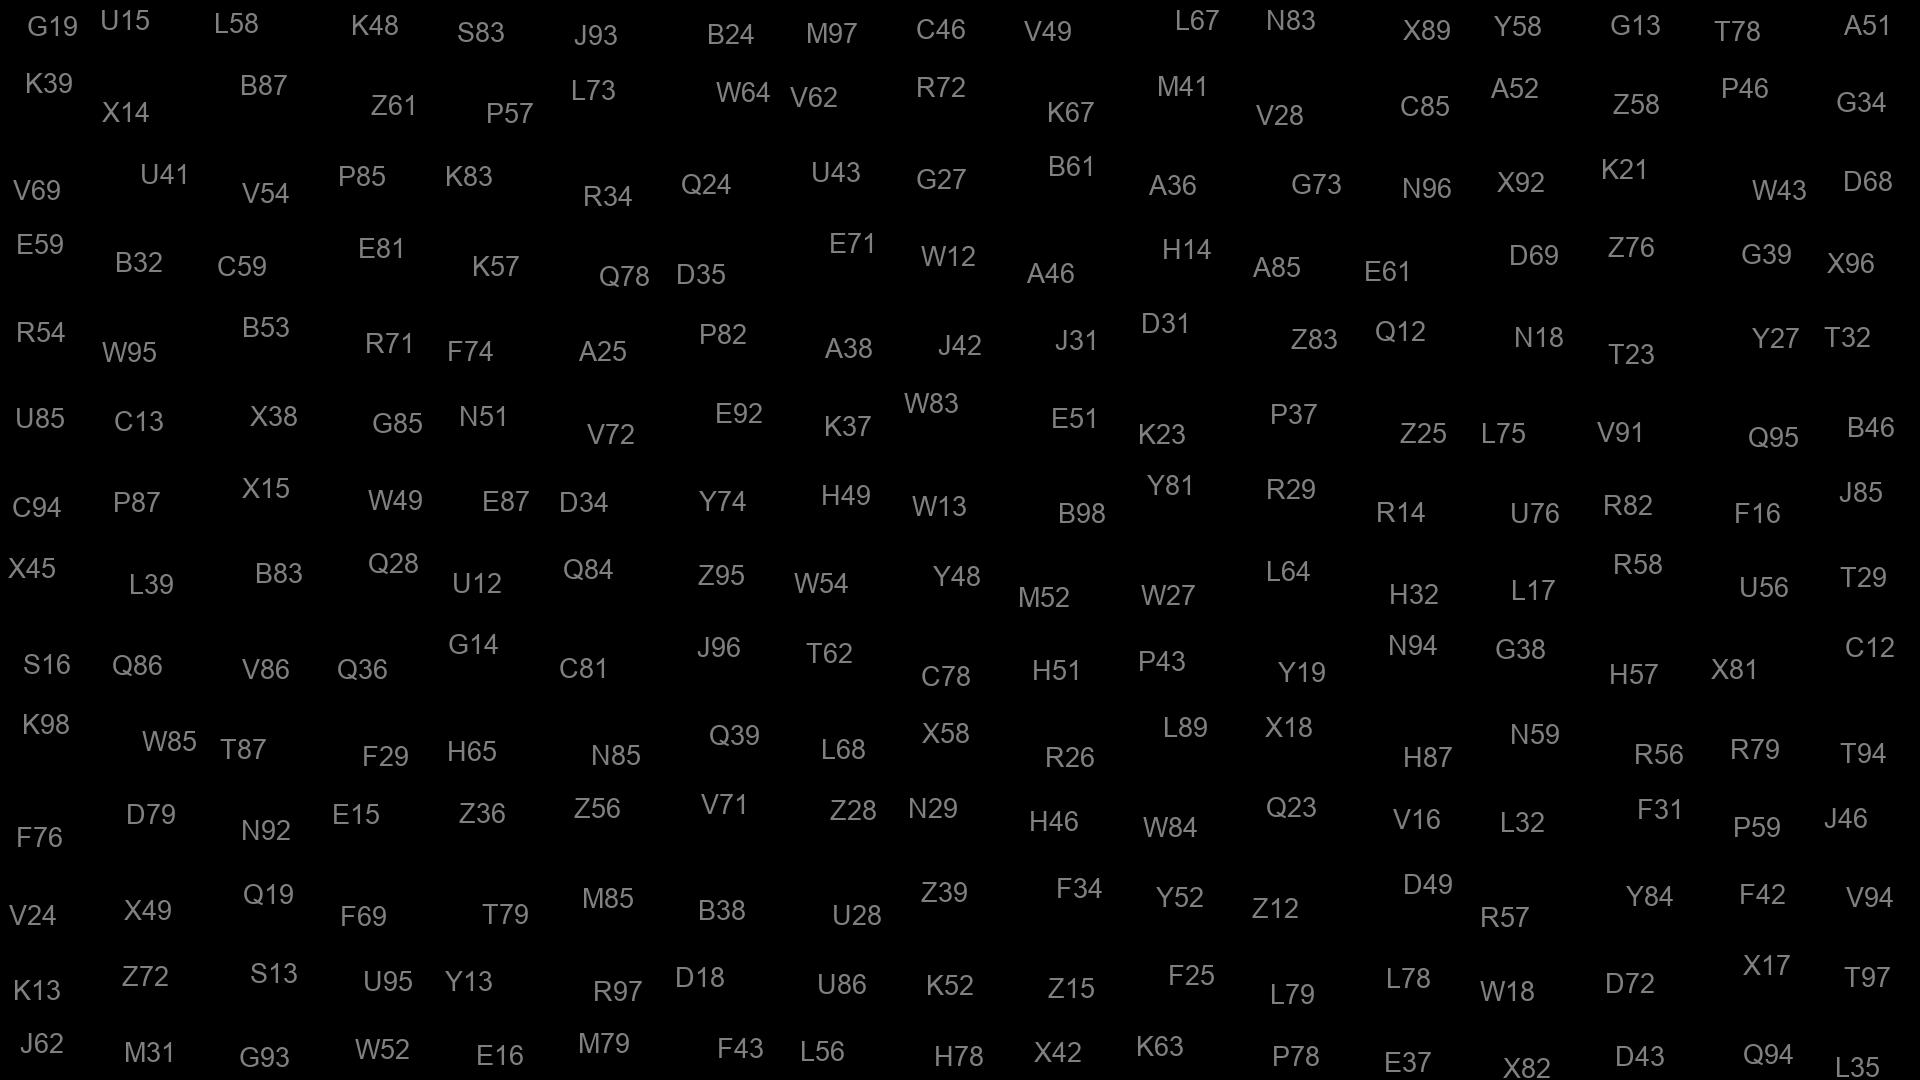 G19 U15 L58 K48 S83 J93 B24 M97 C46 V49 L67 N83 X89 Y58 G13 T78 A51
K39 X14 B87 Z61 P57 L73 W64 V62 R72 K67 M41 V28 C85 A52 Z58 P46 G34
V69 U41 V54 P85 K83 R34 Q24 U43 G27 B61 A36 G73 N96 X92 K21 W43 D68
E59 B32 C59 E81 K57 Q78 D35 E71 W12 A46 H14 A85 E61 D69 Z76 G39 X96
R54 W95 B53 R71 F74 A25 P82 A38 J42 J31 D31 Z83 Q12 N18 T23 Y27 T32
U85 C13 X38 G85 N51 V72 E92 K37 W83 E51 K23 P37 Z25 L75 V91 Q95 B46
C94 P87 X15 W49 E87 D34 Y74 H49 W13 B98 Y81 R29 R14 U76 R82 F16 J85
X45 L39 B83 Q28 U12 Q84 Z95 W54 Y48 M52 W27 L64 H32 L17 R58 U56 T29
S16 Q86 V86 Q36 G14 C81 J96 T62 C78 H51 P43 Y19 N94 G38 H57 X81 C12
K98 W85 T87 F29 H65 N85 Q39 L68 X58 R26 L89 X18 H87 N59 R56 R79 T94
F76 D79 N92 E15 Z36 Z56 V71 Z28 N29 H46 W84 Q23 V16 L32 F31 P59 J46
V24 X49 Q19 F69 T79 M85 B38 U28 Z39 F34 Y52 Z12 D49 R57 Y84 F42 V94
K13 Z72 S13 U95 Y13 R97 D18 U86 K52 Z15 F25 L79 L78 W18 D72 X17 T97
J62 M31 G93 W52 E16 M79 F43 L56 H78 X42 K63 P78 E37 X82 D43 Q94 L35